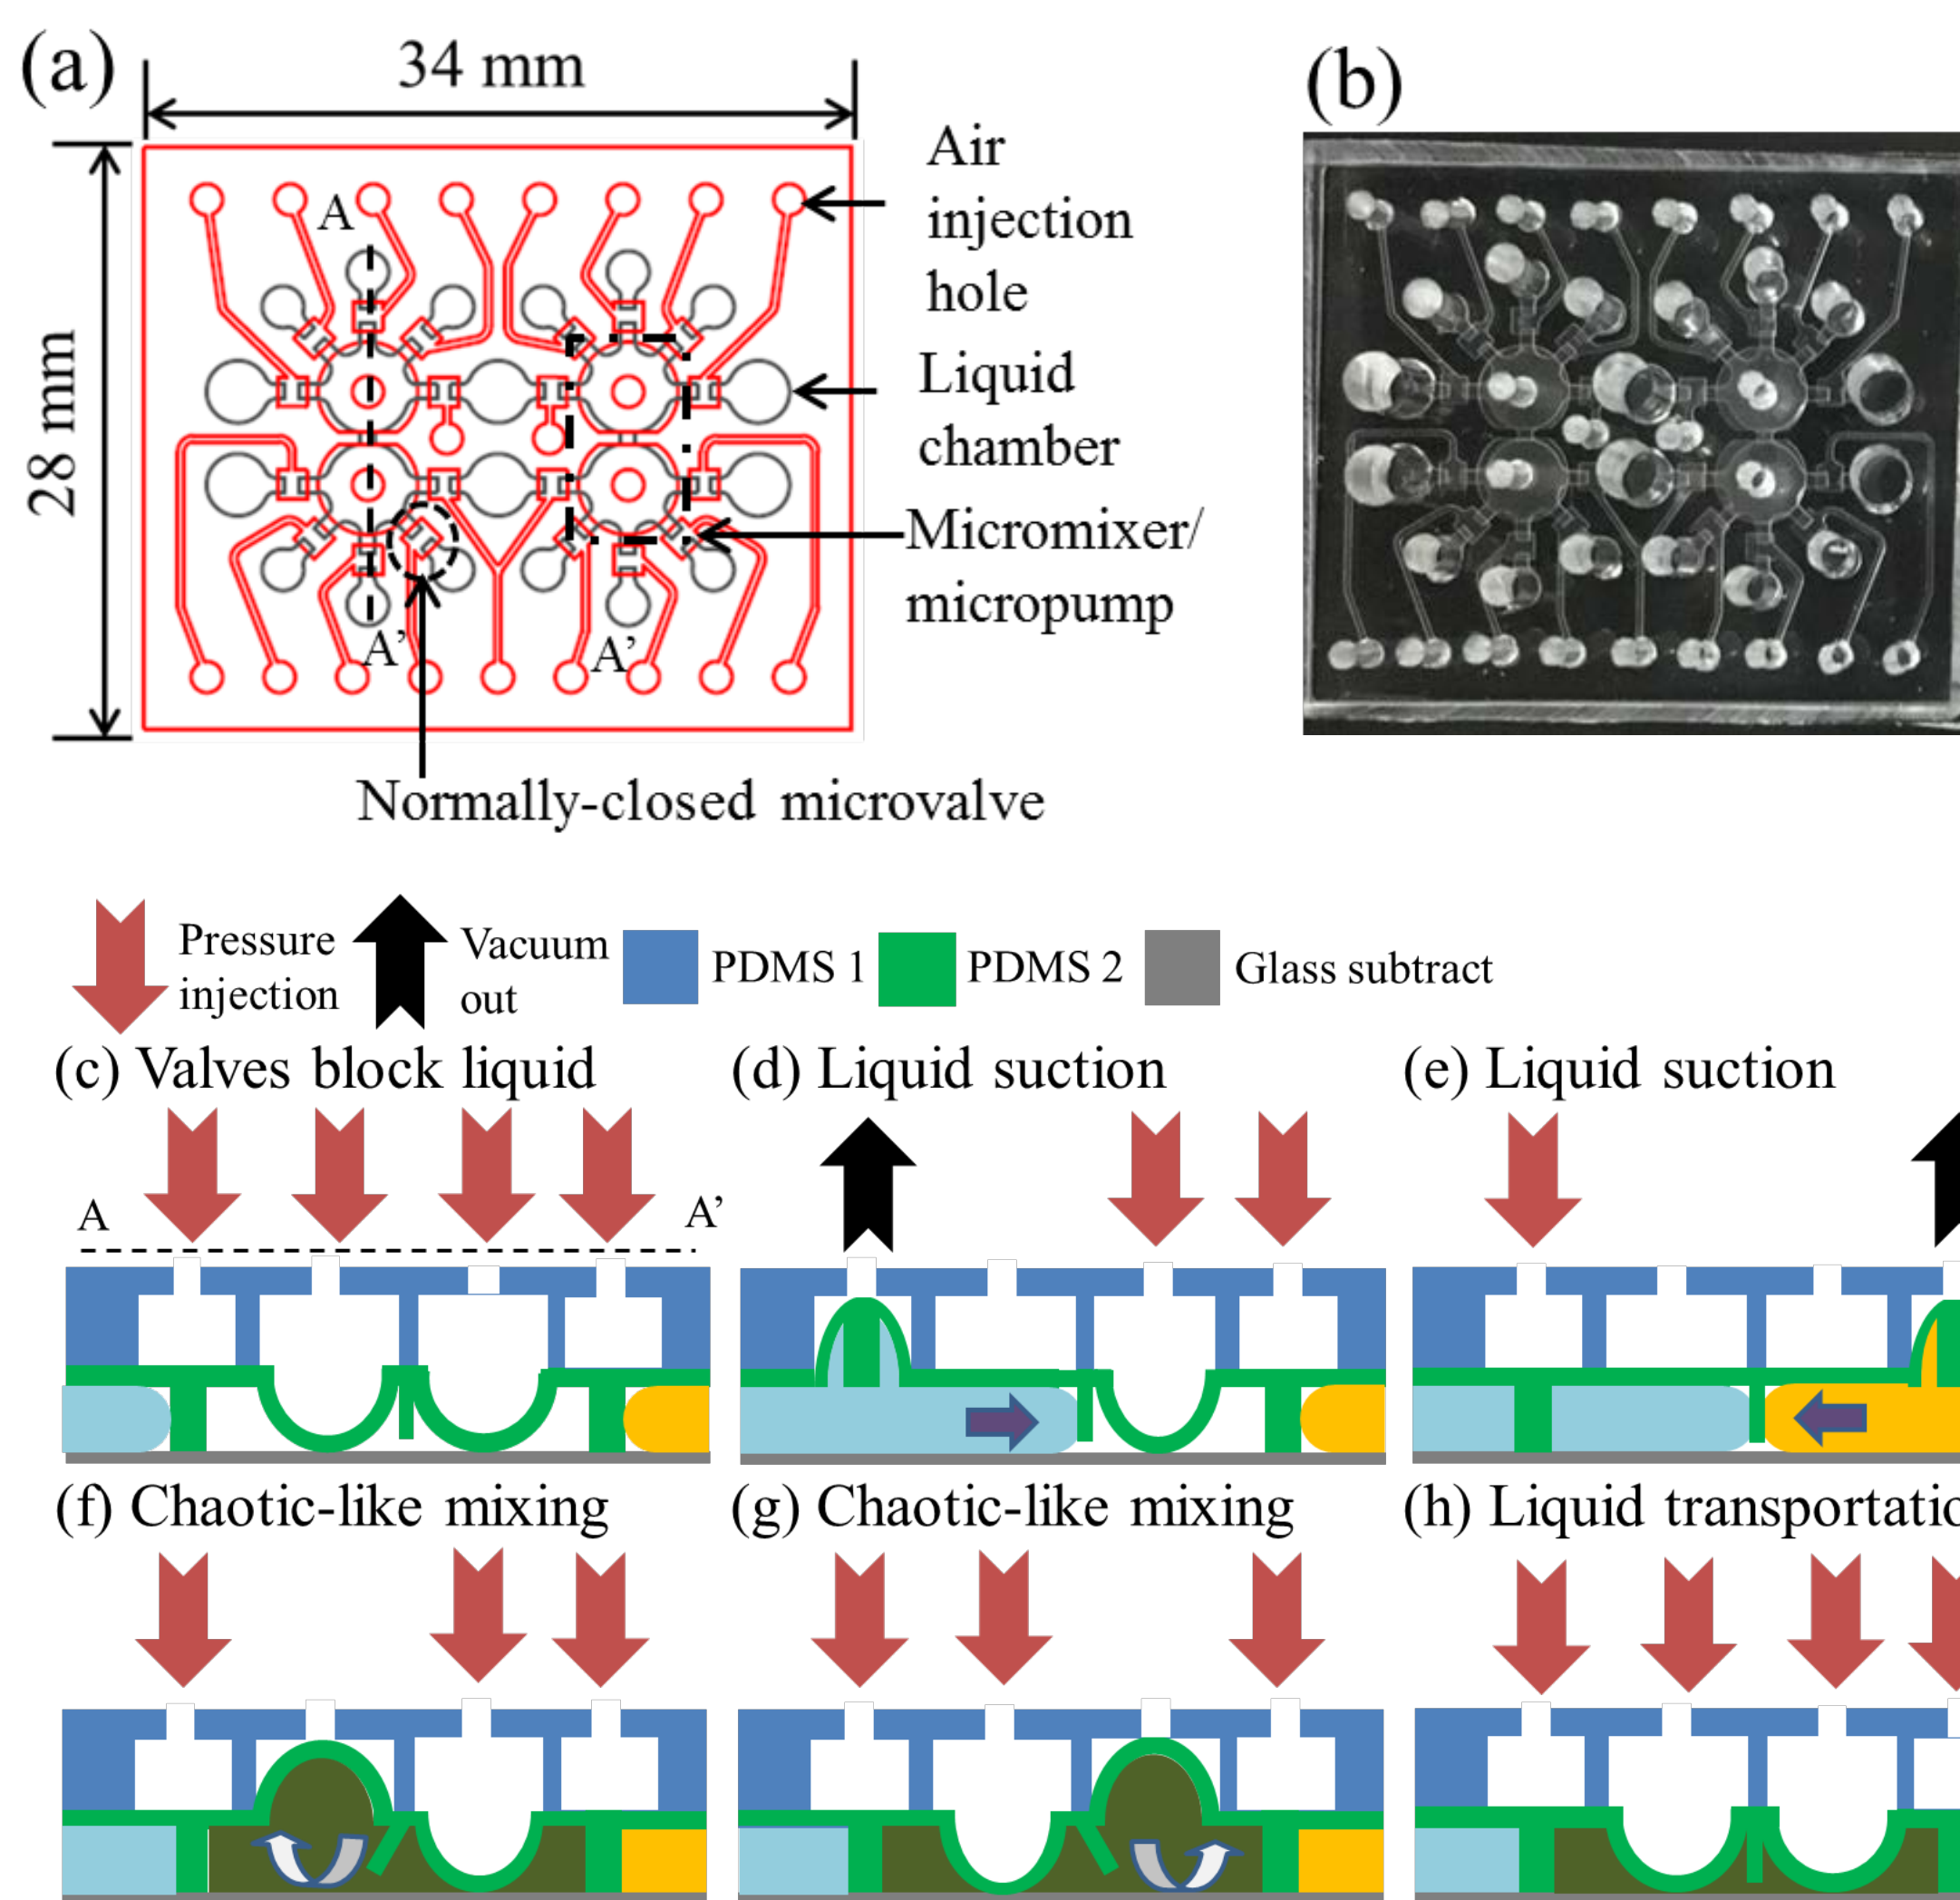 (a)
34 mm
28 mm
A
A’
A’
Air
injection
hole
Liquid
chamber
Micromixer/
micropump
Normally-closed microvalve
(b)
Pressure
injection
Vacuum
out
PDMS 1
PDMS 2
Glass subtract
(c) Valves block liquid
A
A’
(d) Liquid suction
(e) Liquid suction
(f) Chaotic-like mixing
(g) Chaotic-like mixing
(h) Liquid